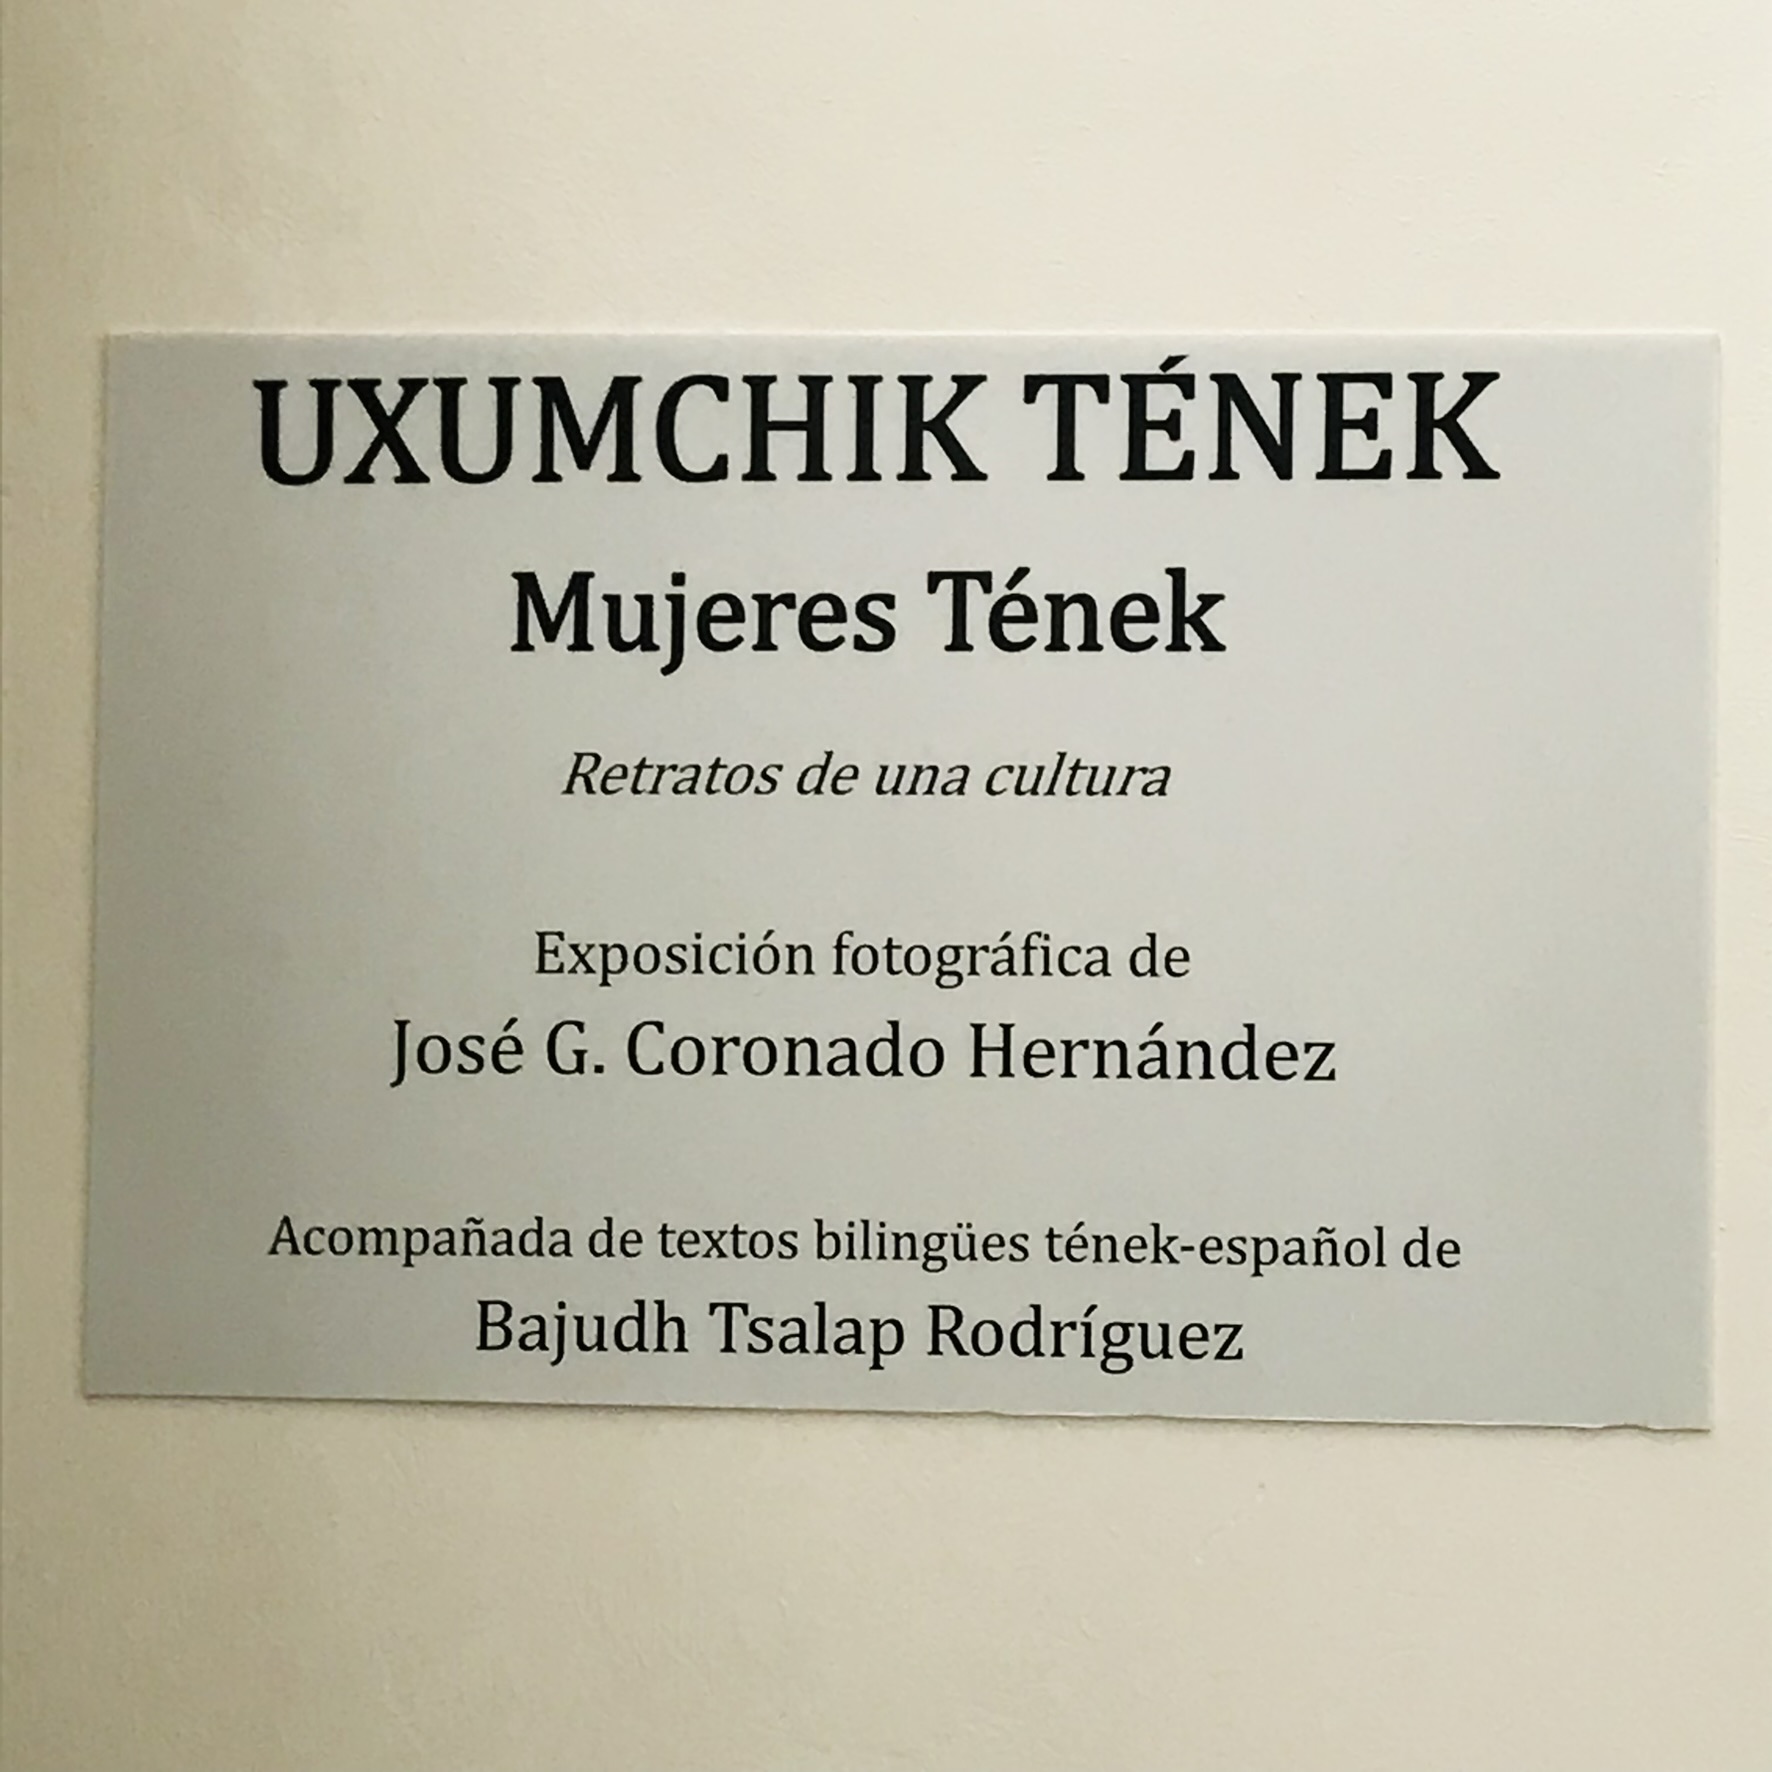 UXUMCHIK TÉNEK
Mujeres Tének
Retratos de una cultura
Exposición fotográfica de
José G. Coronado Hernández
Acompañada de textos bilingües tének-español de
Bajudh Tsalap Rodríguez